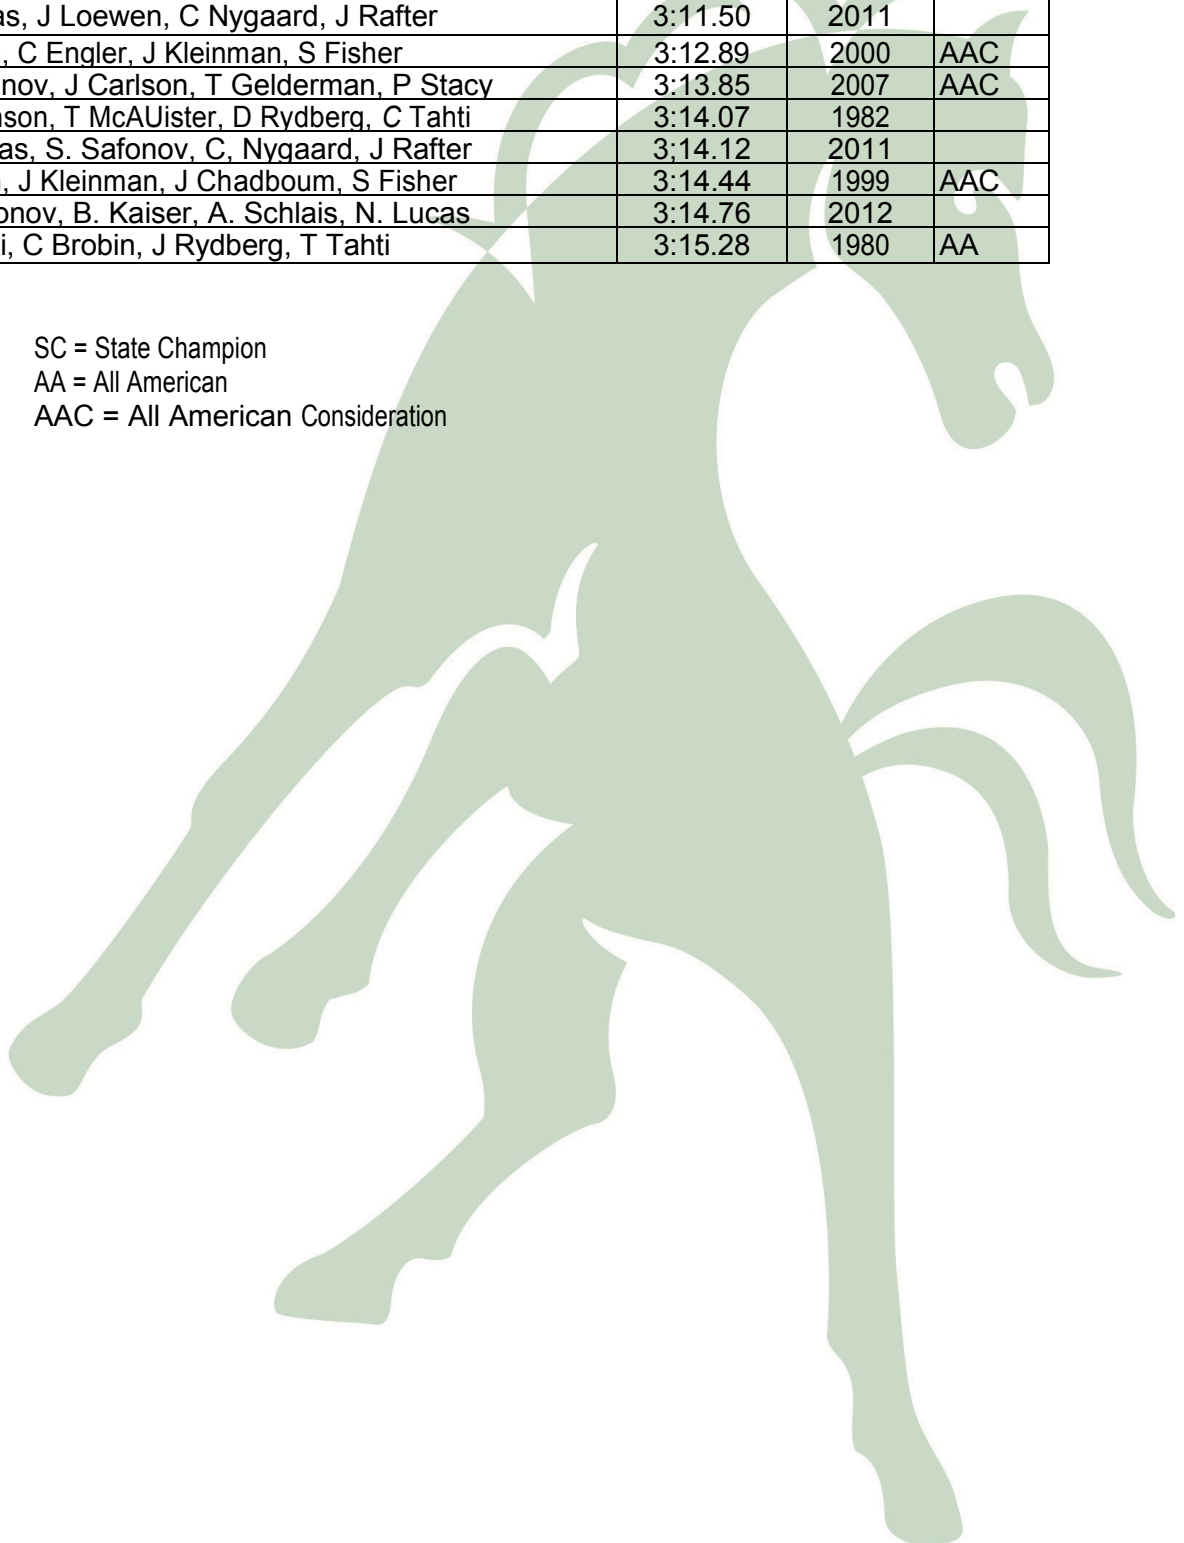 as, J Loewen, C Nygaard, J Rafter 3:11.50 2011
, C Engler, J Kleinman, S Fisher 3:12.89 2000 AAC
nov, J Carlson, T Gelderman, P Stacy 3:13.85 2007 AAC
nson, T McAUister, D Rydberg, C Tahti 3:14.07 1982
as, S. Safonov, C, Nygaard, J Rafter 3;14.12 2011
, J Kleinman, J Chadboum, S Fisher 3:14.44 1999 AAC
onov, B. Kaiser, A. Schlais, N. Lucas 3:14.76 2012
i, C Brobin, J Rydberg, T Tahti 3:15.28 1980 AA
SC = State Champion
AA = All American
AAC = All American Consideration